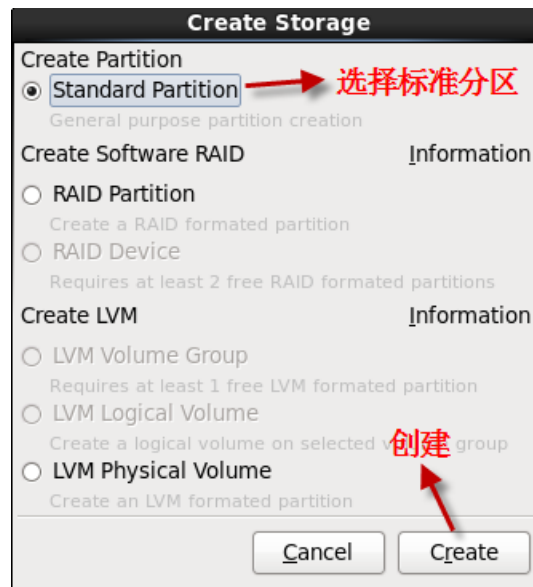 Create Storage
Create Partition
Standard Partition
选择标准分区
General purpose partition creation
Create Software RAID Information
RAID Partition
Create a RAID formated partition
RAID Device
Requires at least 2 free RAID formated partitions
Create LVM Information
LVM Volume Group
Requires at least 1 free LVM formated partition
LVM Logical Volume
Create a logical volume on selected group
创建
LVM Physical Volume
Create an LVM formated partition
Cancel Create